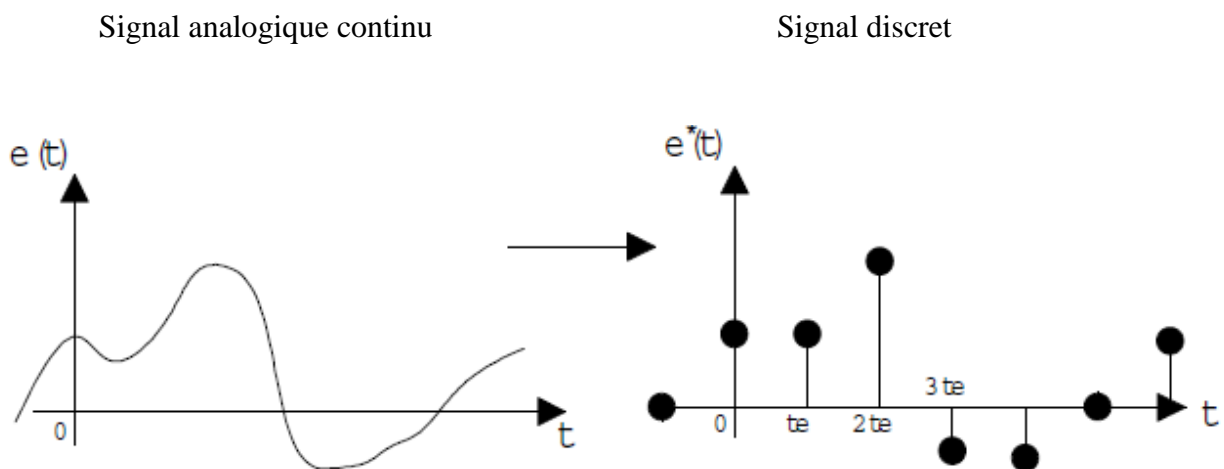 Signal analogique continu
Signal discret
e (t)
0
t
e*(t)
0
te
2 te
3 te
t